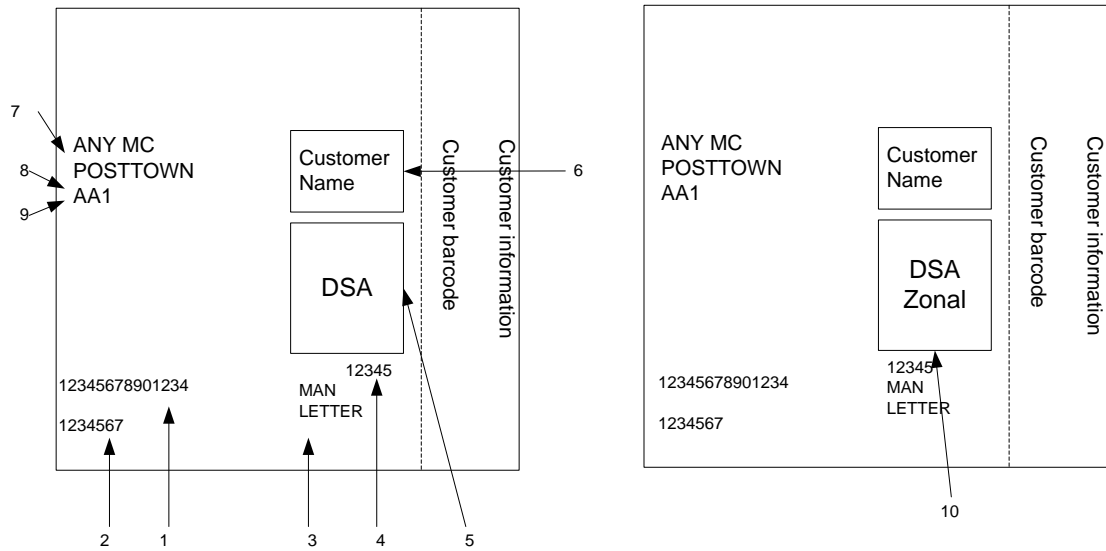 7
8
9
ANY MC
POSTTOWN
AA1
Customer
Name
DSA
12345
MAN
LETTER
12345678901234
1234567
Customer barcode
Customer information
6
2
1
3
4
5
ANY MC
POSTTOWN
AA1
Customer
Name
DSA
Zonal
12345
MAN
LETTER
12345678901234
1234567
Customer barcode
Customer information
10